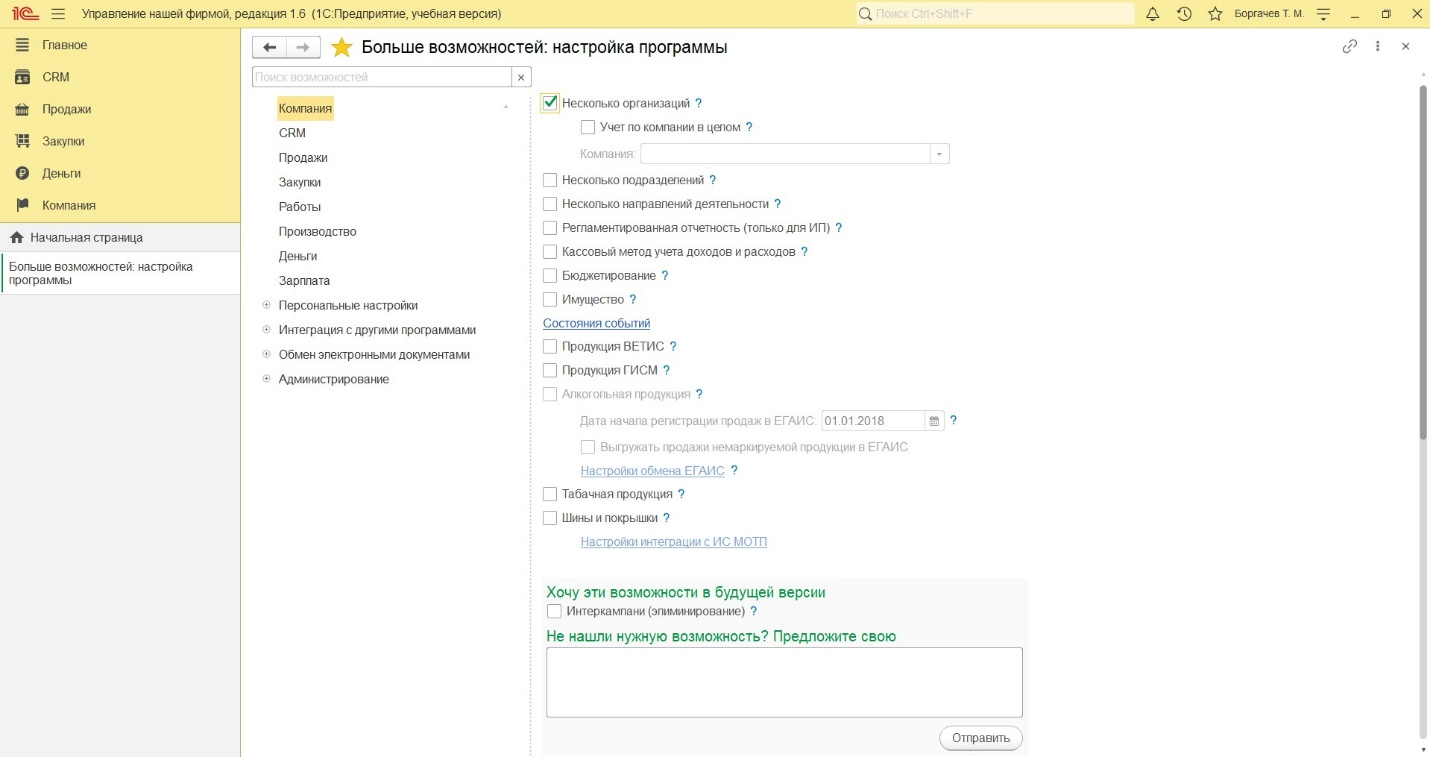 1С Управление нашей фирмой, редакция 1.6 (1С:Предприятие, учебная версия) Поиск Ctrl+Shift+F Боргачев Т. М.
Главное
CRM
Продажи
Закупки
Деньги
Компания
Начальная страница
Больше возможностей: настройка
программы
Больше возможностей: настройка программы
Поиск возможностей
Компания
CRM
Продажи
Закупки
Работы
Производство
Деньги
Зарплата
Персональные настройки
Интеграция с другими программами
Обмен электронными документами
Администрирование
Несколько организаций ?
Учет по компании в целом ?
Компания:
Несколько подразделений ?
Несколько направлений деятельности ?
Регламентированная отчетность (только для ИП) ?
Кассовый метод учета доходов и расходов ?
Бюджетирование ?
Имущество ?
Состояния событий
Продукция ВЕТИС ?
Продукция ГИСМ ?
Алкогольная продукция ?
Дата начала регистрации продаж в ЕГАИС: 01.01.2018 ?
Выгружать продажи немаркируемой продукции в ЕГАИС
Настройки обмена ЕГАИС ?
Табачная продукция ?
Шины и покрышки ?
Настройки интеграции с ИС МОТП
Хочу эти возможности в будущей версии
Интеркампани (элиминирование) ?
Не нашли нужную возможность? Предложите свою
Отправить